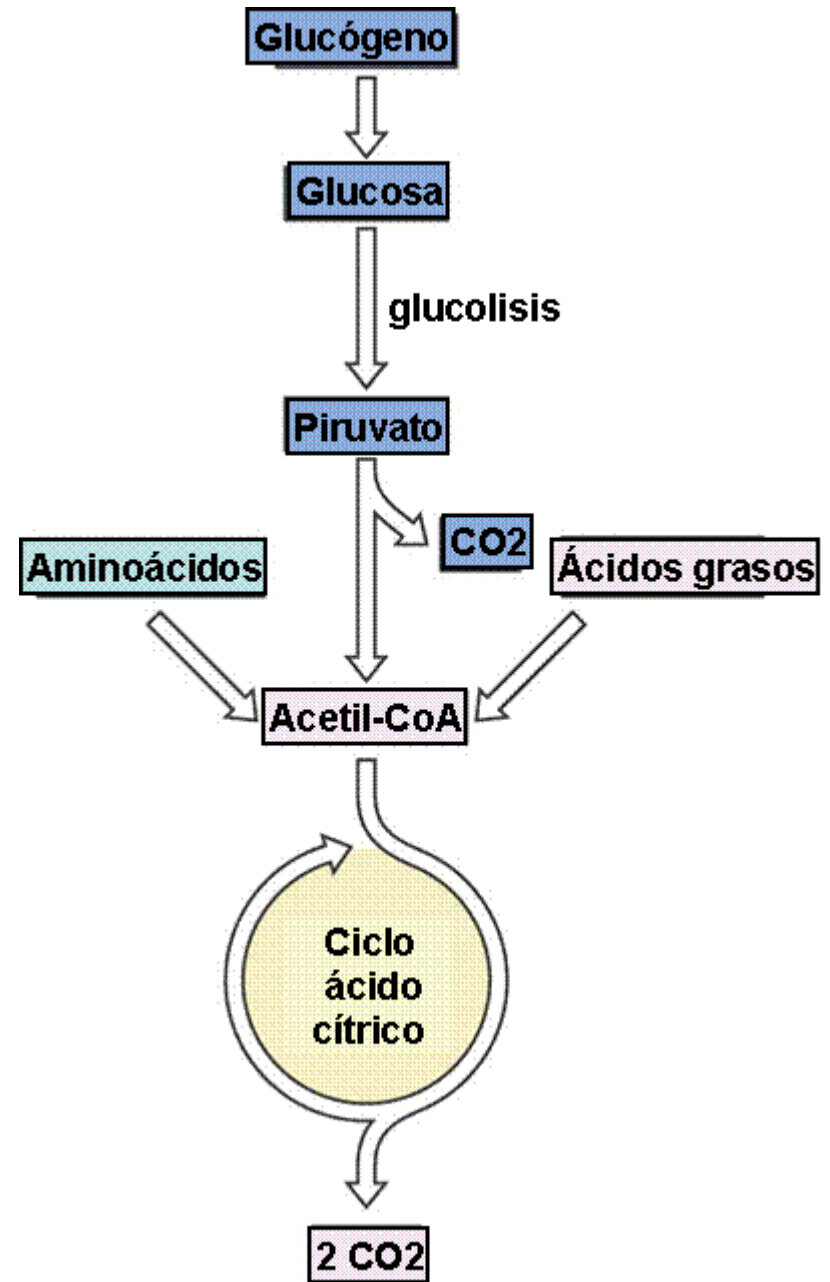 Glucógeno
Glucosa
glucolisis
Piruvato
CO2
Aminoácidos
Ácidos grasos
Acetil-CoA
Ciclo
ácido
cítrico
2 CO2